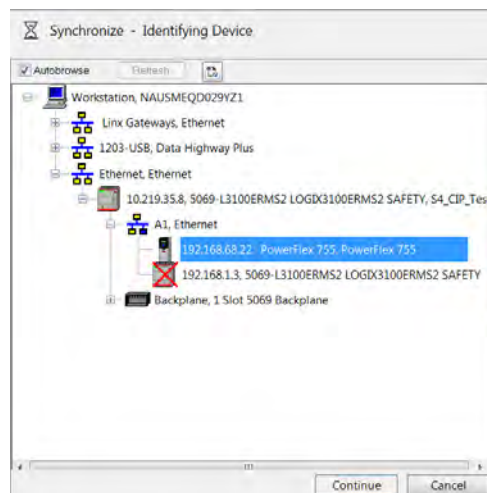 Synchronize - Identifying Device
Autobrowse Refresh
Workstation, NAUSMEQD029YZ1
Linx Gateways, Ethernet
1203-USB, Data Highway Plus
Ethernet, Ethernet
10.219.35.8, 5069-L3100ERMS2 LOGIX3100ERMS2 SAFETY, S4_CIP_Tes
A1, Ethernet
192.168.68.22, PowerFlex 755, PowerFlex 755
192.168.1.3, 5069-L3100ERMS2 LOGIX3100ERMS2 SAFETY
Backplane, 1 Slot 5069 Backplane
Continue Cancel